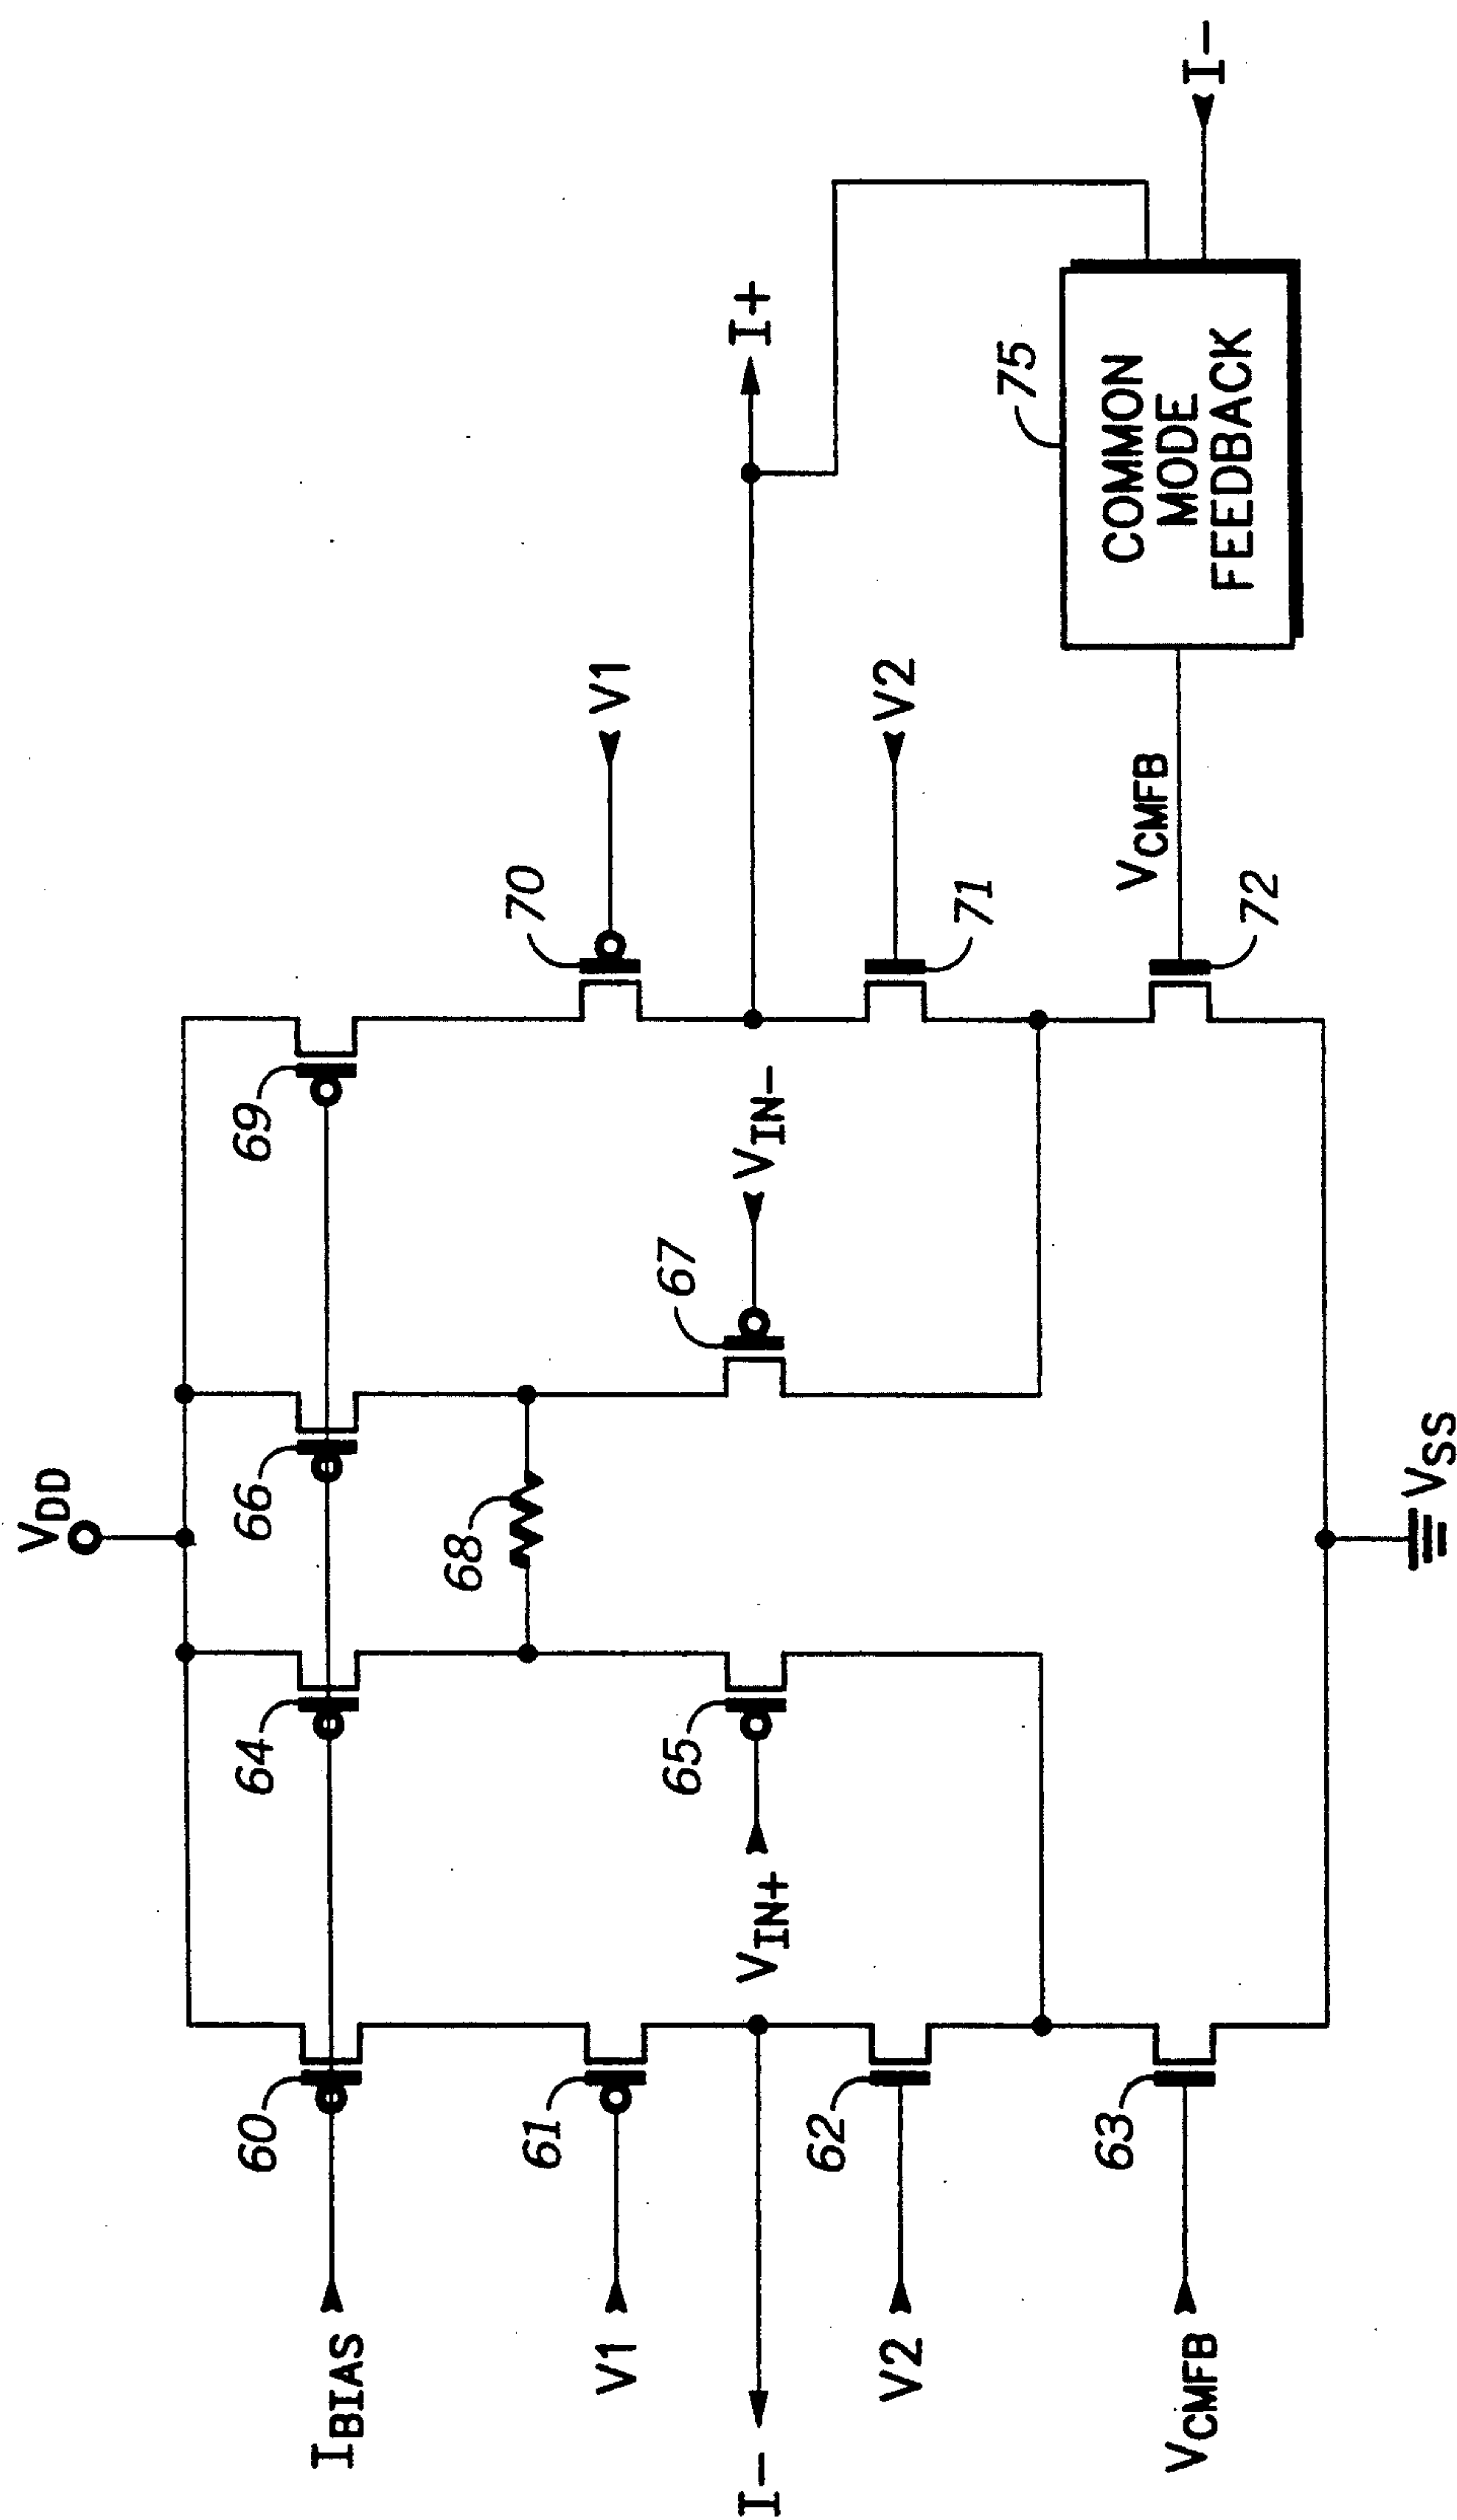 VDD
IBIAS
60
64
66
69
V1
61
68
70
V1
I-
VIN+
65
67
VIN-
I+
V2
62
71
V2
VCMFB
63
72
VCMFB
75
COMMON
MODE
FEEDBACK
I-
VSS